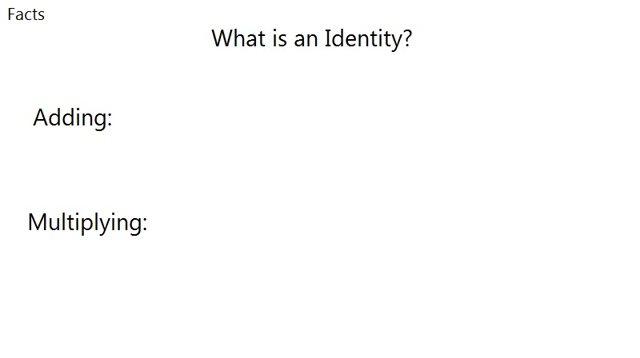 Facts
What is an Identity?
Adding:
Multiplying: